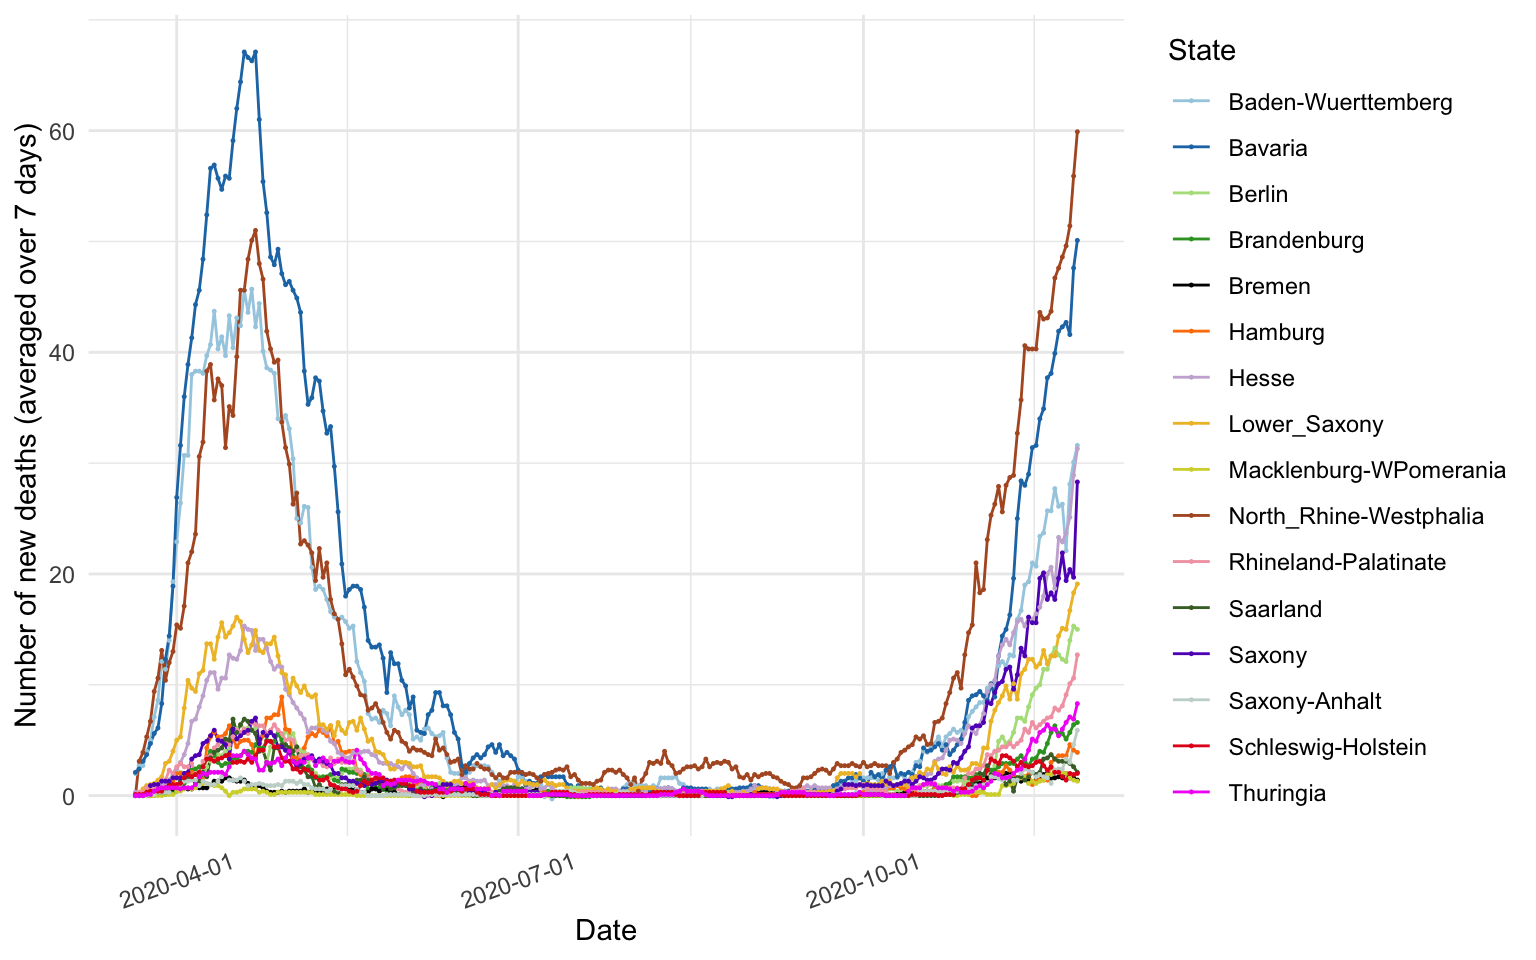 Number of new deaths (averaged over 7 days)
60
40
20
0
2020-04-01
2020-07-01
2020-10-01
Date
State
Baden-Wuerttemberg
Bavaria
Berlin
Brandenburg
Bremen
Hamburg
Hesse
Lower_Saxony
Macklenburg-WPomerania
North_Rhine-Westphalia
Rhineland-Palatinate
Saarland
Saxony
Saxony-Anhalt
Schleswig-Holstein
Thuringia